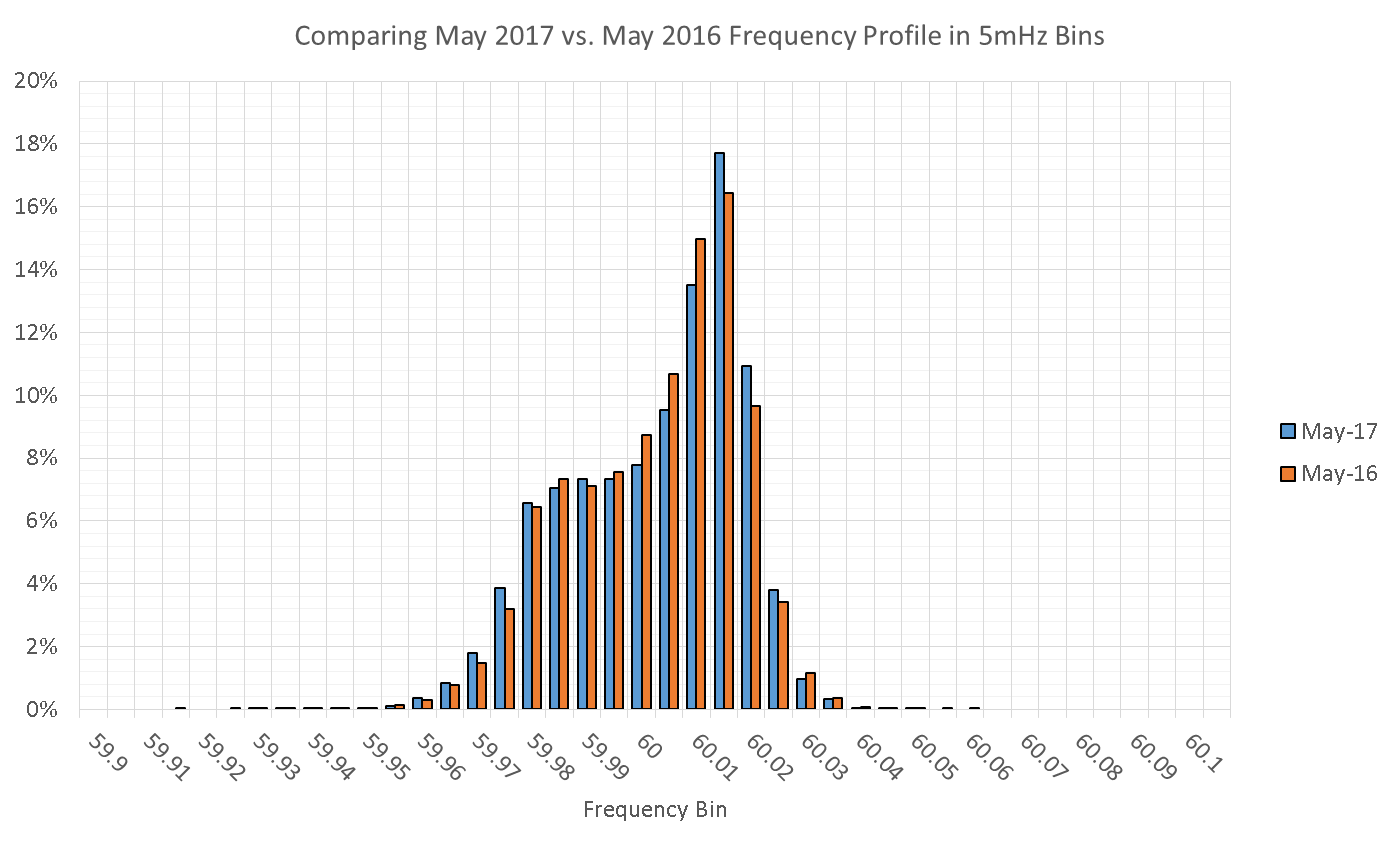 Comparing May 2017 vs. May 2016 Frequency Profile in 5mHz Bins
20%
18%
16%
14%
12%
10%
8%
6%
4%
2%
0%
May-17
May-16
59.9 59.91 59.92 59.93 59.94 59.95 59.96 59.97 59.98 59.99 60 60.01 60.02 60.03 60.04 60.05 60.06 60.07 60.08 60.09 60.1
Frequency Bin